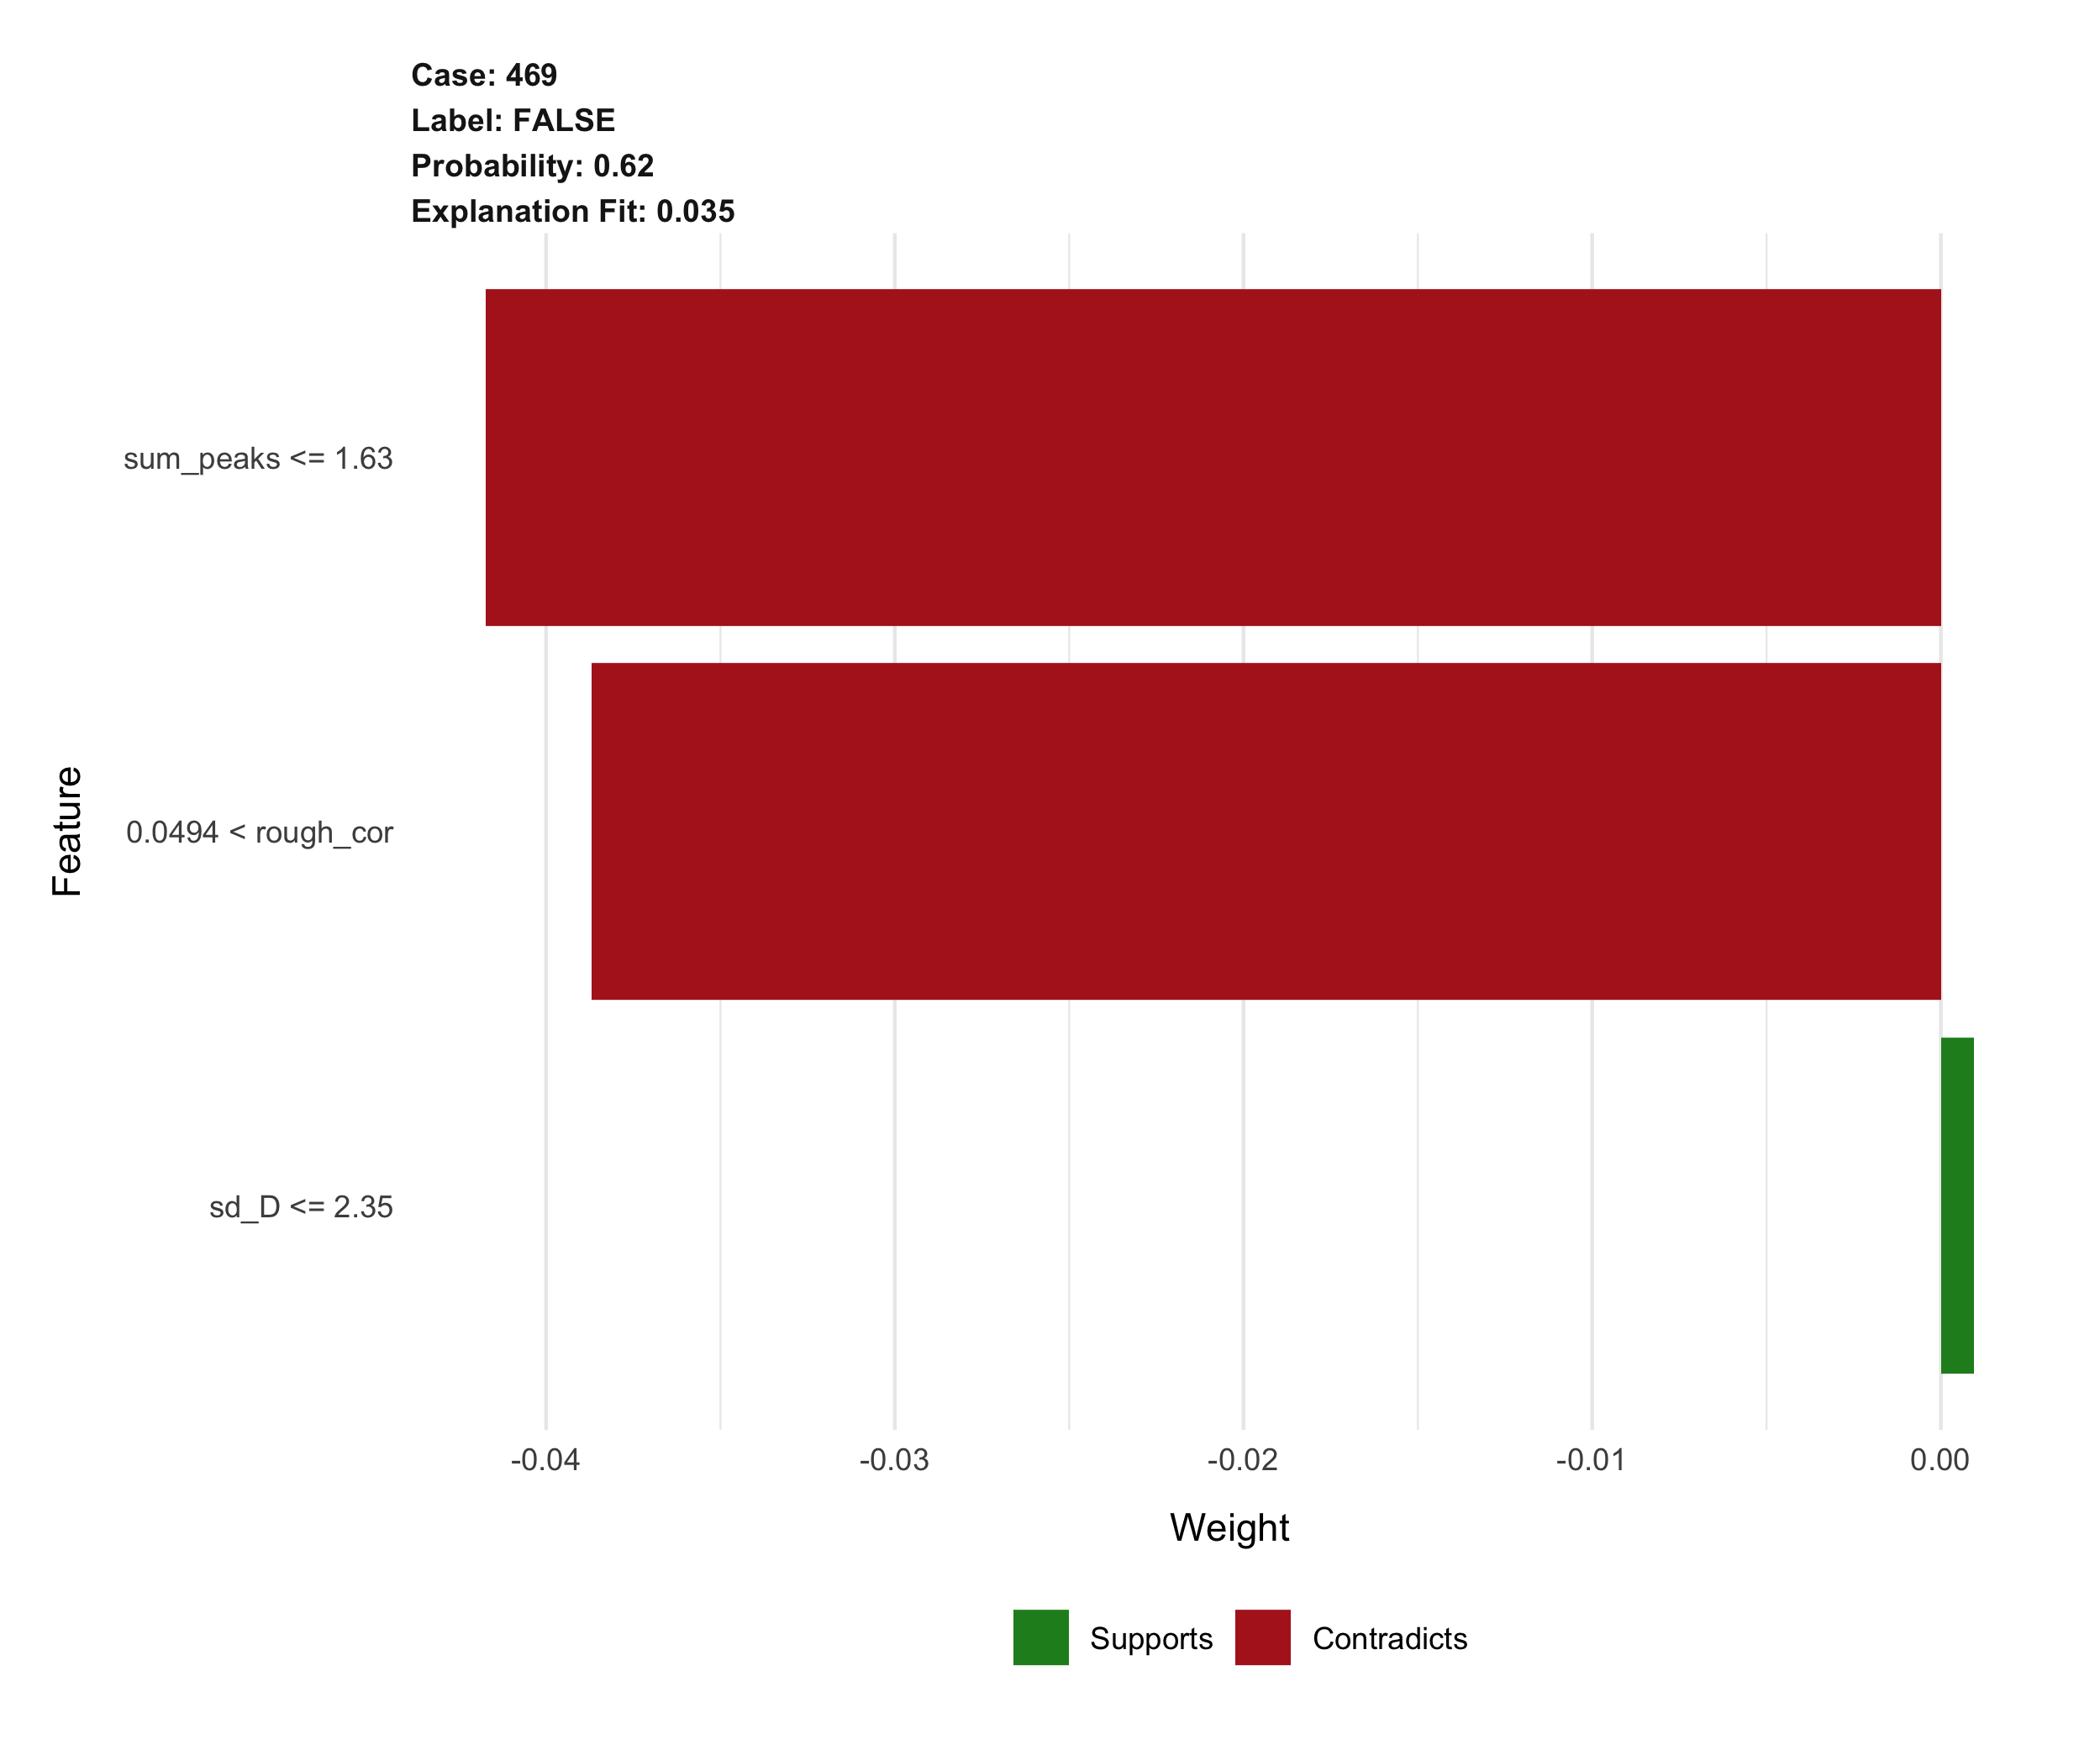 Case: 469
Label: FALSE
Probability: 0.62
Explanation Fit: 0.035
sum_peaks <= 1.63
0.0494 < rough_cor
sd_D <= 2.35
Feature
-0.04 -0.03 -0.02 -0.01 0.00
Weight
Supports Contradicts